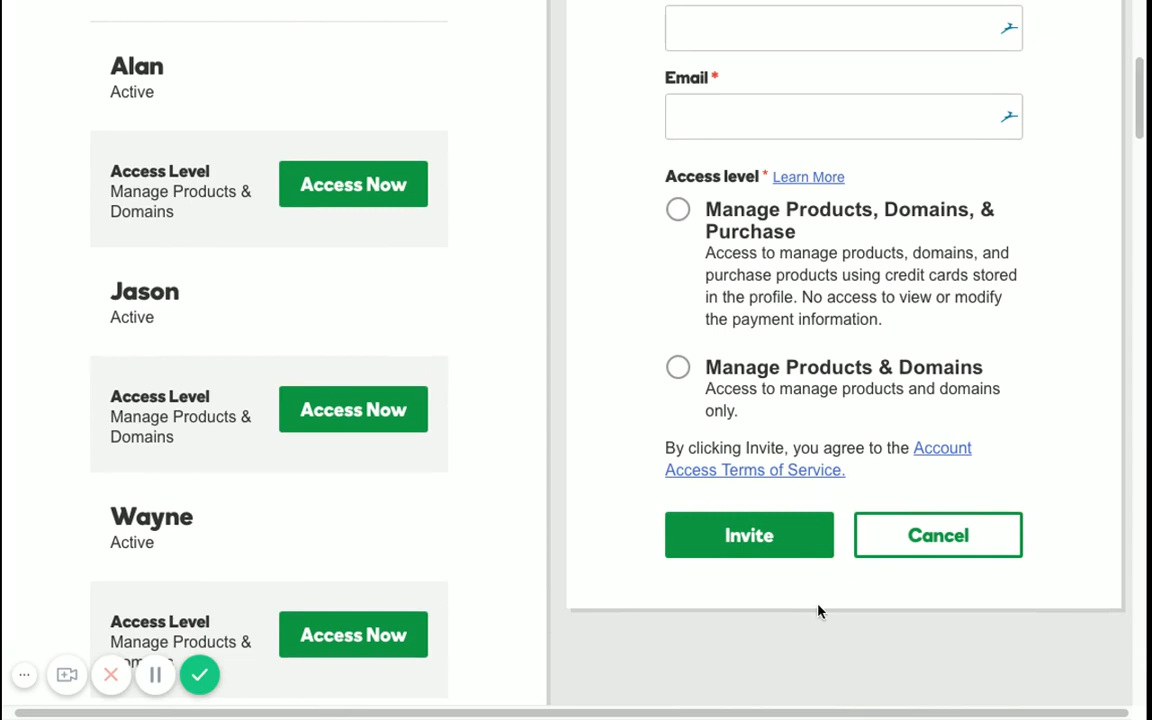 Alan
Active
Access Level
Manage Products &
Domains
Access Now
Jason
Active
Access Level
Manage Products &
Domains
Access Now
Wayne
Active
Access Level
Manage Products &
Access Now
Email *
Access level * Learn More
Manage Products, Domains, &
Purchase
Access to manage products, domains, and
purchase products using credit cards stored
in the profile. No access to view or modify
the payment information.
Manage Products & Domains
Access to manage products and domains
only.
By clicking Invite, you agree to the Account
Access Terms of Service.
Invite
Cancel